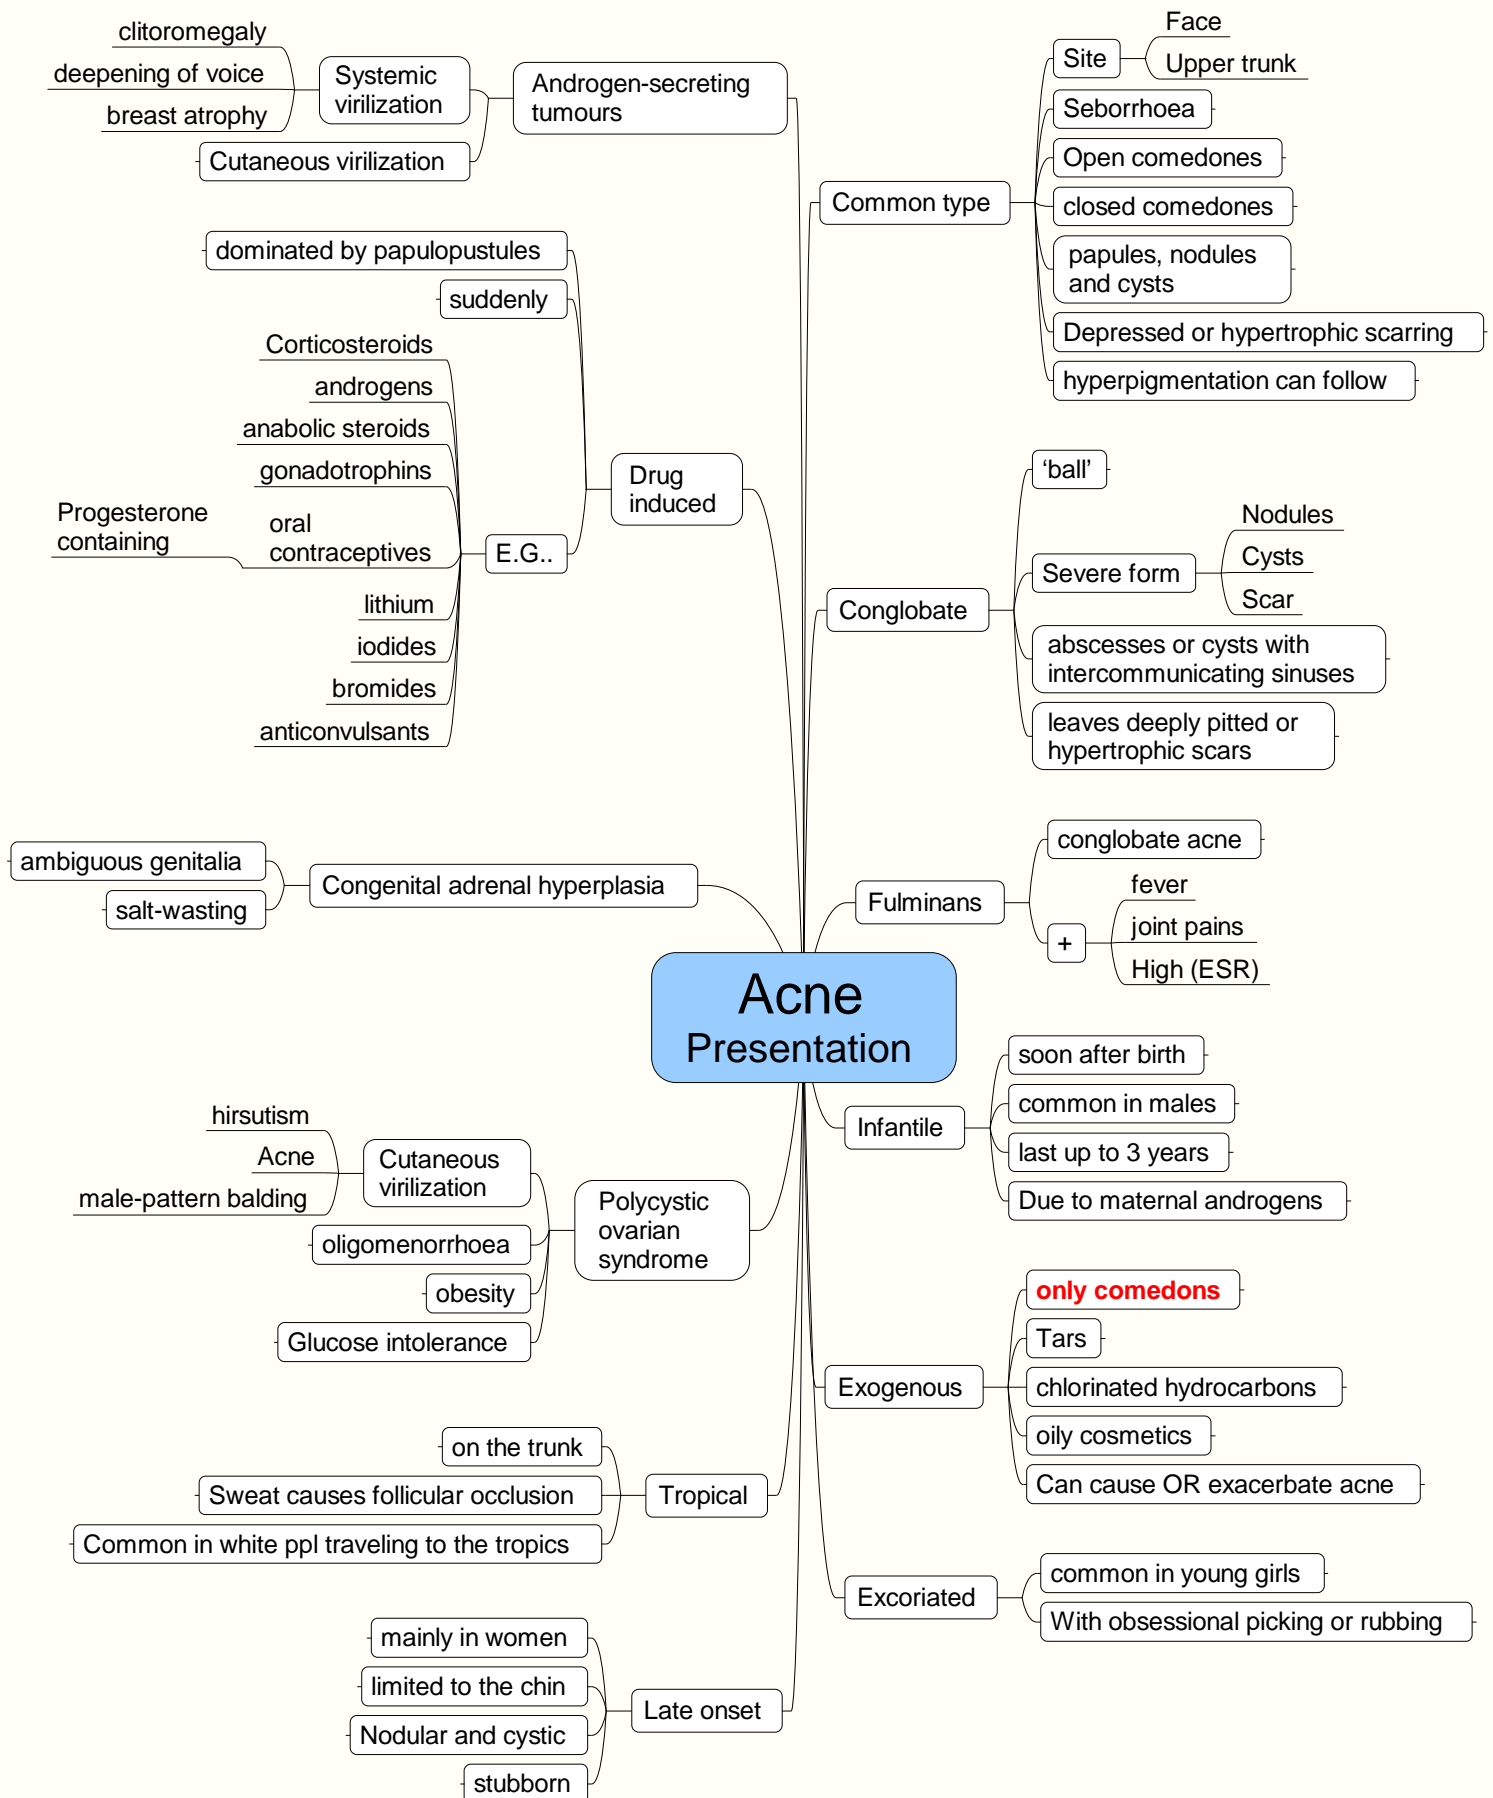 Acne
Presentation
Common type
Site
Face
Upper trunk
Seborrhoea
Open comedones
closed comedones
papules, nodules
and cysts
Depressed or hypertrophic scarring
hyperpigmentation can follow
Conglobate
‘ball’
Severe form
Nodules
Cysts
Scar
abscesses or cysts with
intercommunicating sinuses
leaves deeply pitted or
hypertrophic scars
Fulminans
conglobate acne
+
fever
joint pains
High (ESR)
Infantile
soon after birth
common in males
last up to 3 years
Due to maternal androgens
Exogenous
only comedons
Tars
chlorinated hydrocarbons
oily cosmetics
Can cause OR exacerbate acne
Excoriated
common in young girls
With obsessional picking or rubbing
Androgen-secreting
tumours
Systemic
virilization
clitoromegaly
deepening of voice
breast atrophy
Cutaneous virilization
Drug
induced
dominated by papulopustules
suddenly
E.G..
Corticosteroids
androgens
anabolic steroids
gonadotrophins
oral
contraceptives
Progesterone
containing
lithium
iodides
bromides
anticonvulsants
Congenital adrenal hyperplasia
ambiguous genitalia
salt-wasting
Polycystic
ovarian
syndrome
Cutaneous
virilization
hirsutism
Acne
male-pattern balding
oligomenorrhoea
obesity
Glucose intolerance
Tropical
on the trunk
Sweat causes follicular occlusion
Common in white ppl traveling to the tropics
Late onset
mainly in women
limited to the chin
Nodular and cystic
stubborn